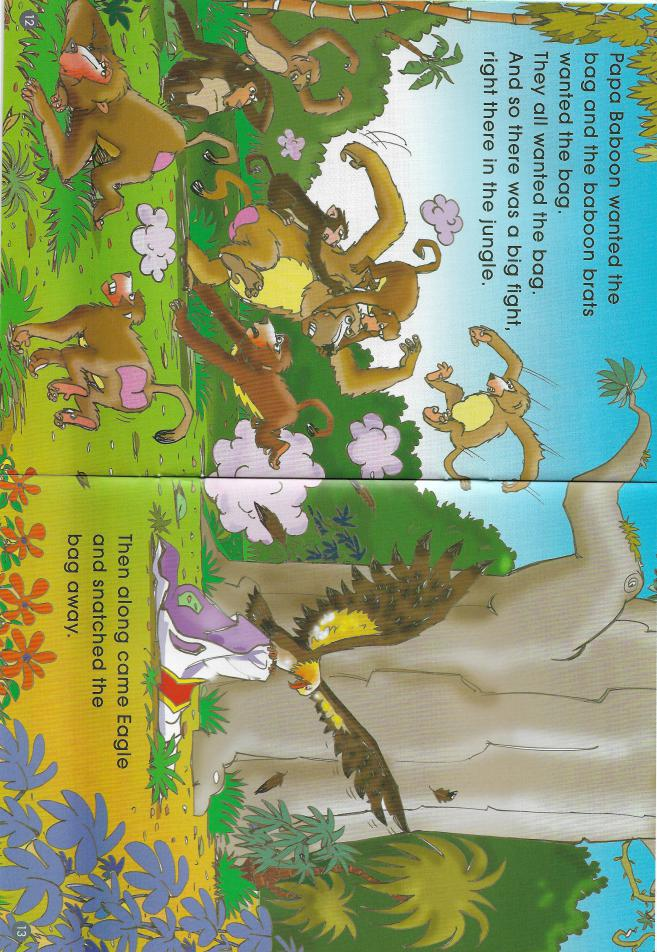 Papa Baboon wanted the
bag and the baboon brats
wanted the bag.
They all wanted the bag.
And so there was a big fight,
right there in the jungle.
12
Then along came Eagle
and snatched the
bag away.
13